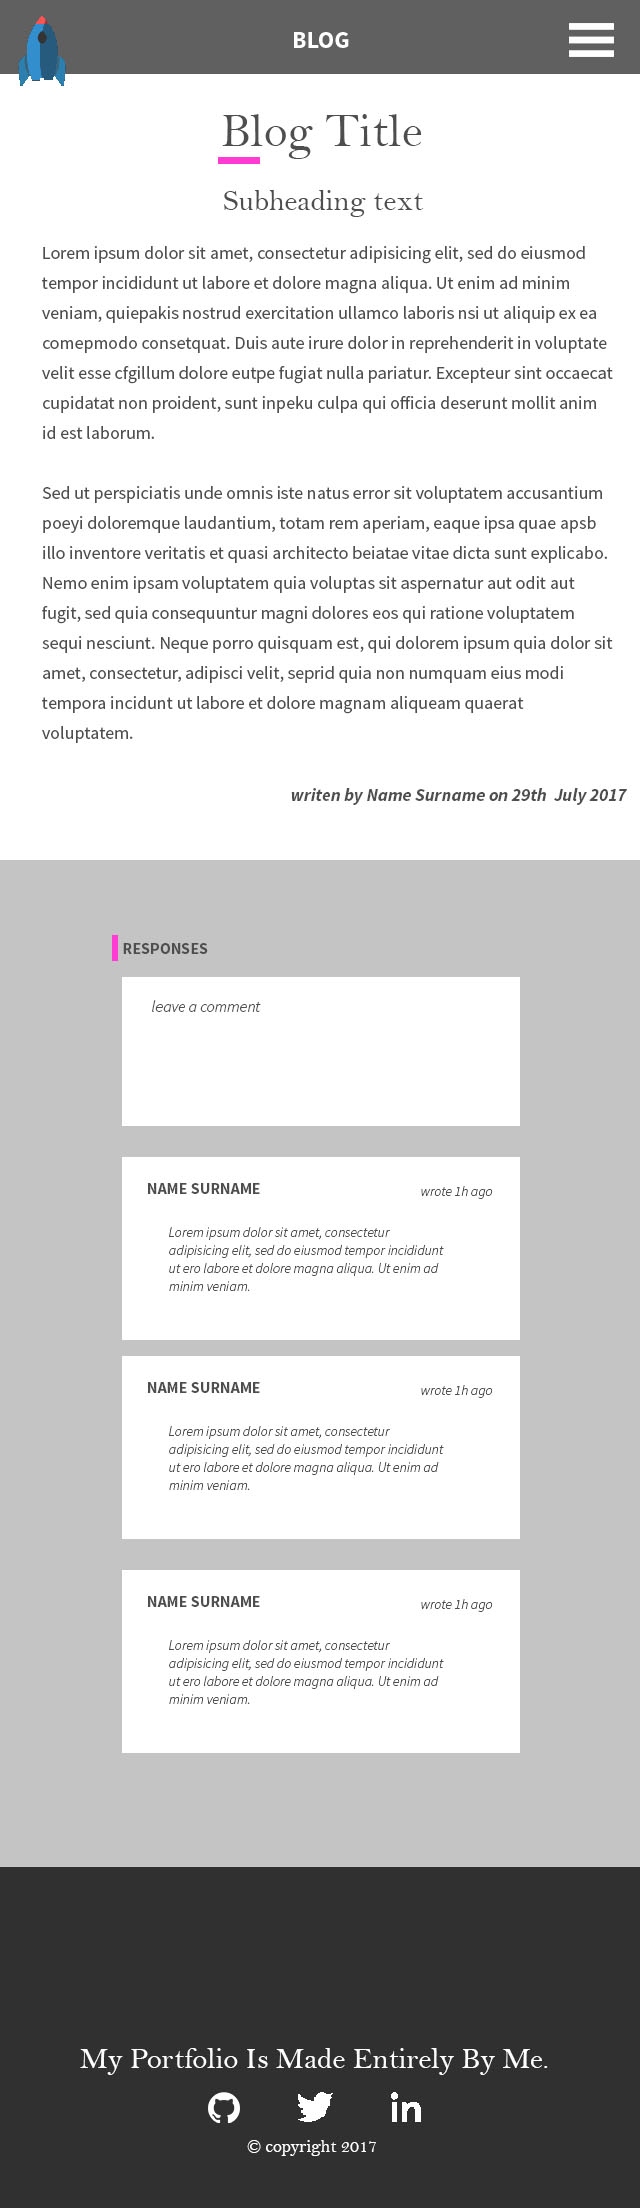 BLOG
Blog Title
Subheading text
Lorem ipsum dolor sit amet, consectetur adipisicing elit, sed do eiusmod
tempor incididunt ut labore et dolore magna aliqua. Ut enim ad minim
veniam, quiepakis nostrud exercitation ullamco laboris nsi ut aliquip ex ea
comepmodo consetquat. Duis aute irure dolor in reprehenderit in voluptate
velit esse cfgillum dolore eutpe fugiat nulla pariatur. Excepteur sint occaecat
cupidatat non proident, sunt inpeku culpa qui officia deserunt mollit anim
id est laborum.
Sed ut perspiciatis unde omnis iste natus error sit voluptatem accusantium
poeyi doloremque laudantium, totam rem aperiam, eaque ipsa quae apsb
illo inventore veritatis et quasi architecto beiatae vitae dicta sunt explicabo.
Nemo enim ipsam voluptatem quia voluptas sit aspernatur aut odit aut
fugit, sed quia consequuntur magni dolores eos qui ratione voluptatem
sequi nesciunt. Neque porro quisquam est, qui dolorem ipsum quia dolor sit
amet, consectetur, adipisci velit, seprid quia non numquam eius modi
tempora incidunt ut labore et dolore magnam aliqueam quaerat
voluptatem.
writen by Name Surname on 29th July 2017
RESPONSES
leave a comment
NAME SURNAME
wrote 1h ago
Lorem ipsum dolor sit amet, consectetur
adipisicing elit, sed do eiusmod tempor incididunt
ut ero labore et dolore magna aliqua. Ut enim ad
minim veniam.
NAME SURNAME
wrote 1h ago
Lorem ipsum dolor sit amet, consectetur
adipisicing elit, sed do eiusmod tempor incididunt
ut ero labore et dolore magna aliqua. Ut enim ad
minim veniam.
NAME SURNAME
wrote 1h ago
Lorem ipsum dolor sit amet, consectetur
adipisicing elit, sed do eiusmod tempor incididunt
ut ero labore et dolore magna aliqua. Ut enim ad
minim veniam.
My Portfolio Is Made Entirely By Me.
in
© copyright 2017